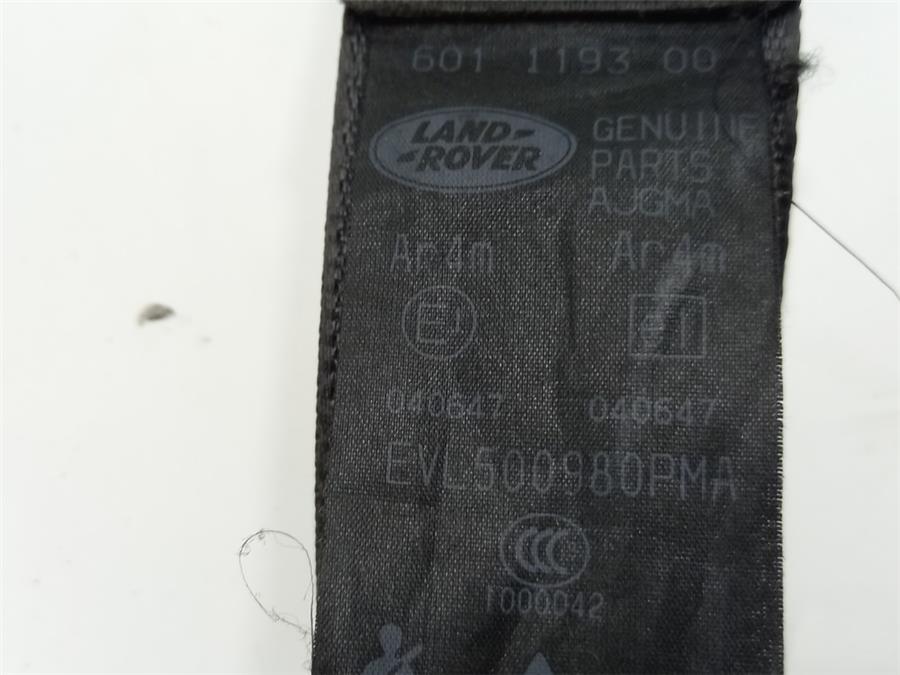 601 1193 00
LAND-
-ROVER
GENUINE
PARTS
AJGMA
Ar4m Ar4m
E1 e1
040647 040647
EVL500980PMA
CCC
1000042